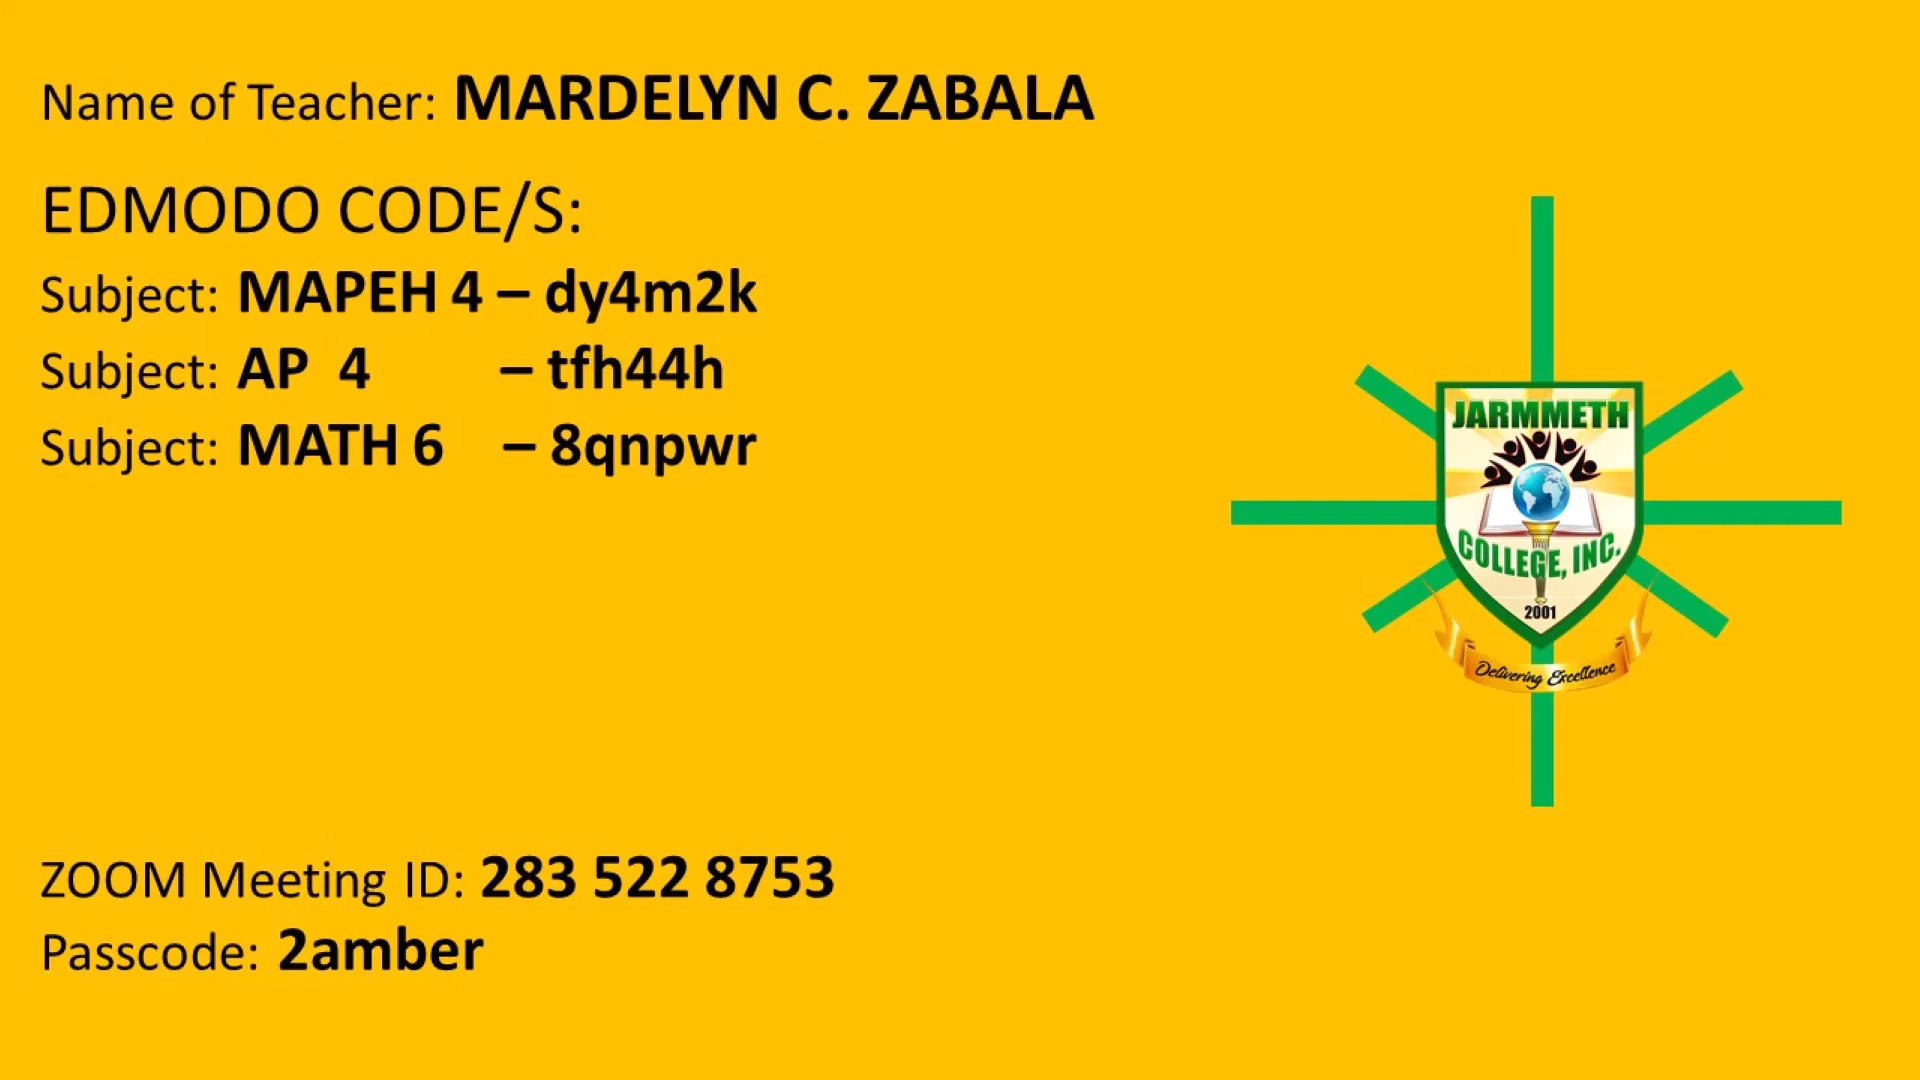 Name of Teacher: MARDELYN C. ZABALA
EDMODO CODE/S:
Subject: MAPEH 4 – dy4m2k
Subject: AP 4 – tfh44h
Subject: MATH 6 – 8qnpwr
JARMMETH
COLLEGE, INC.
2001
Delivering Excellence
ZOOM Meeting ID: 283 522 8753
Passcode: 2amber